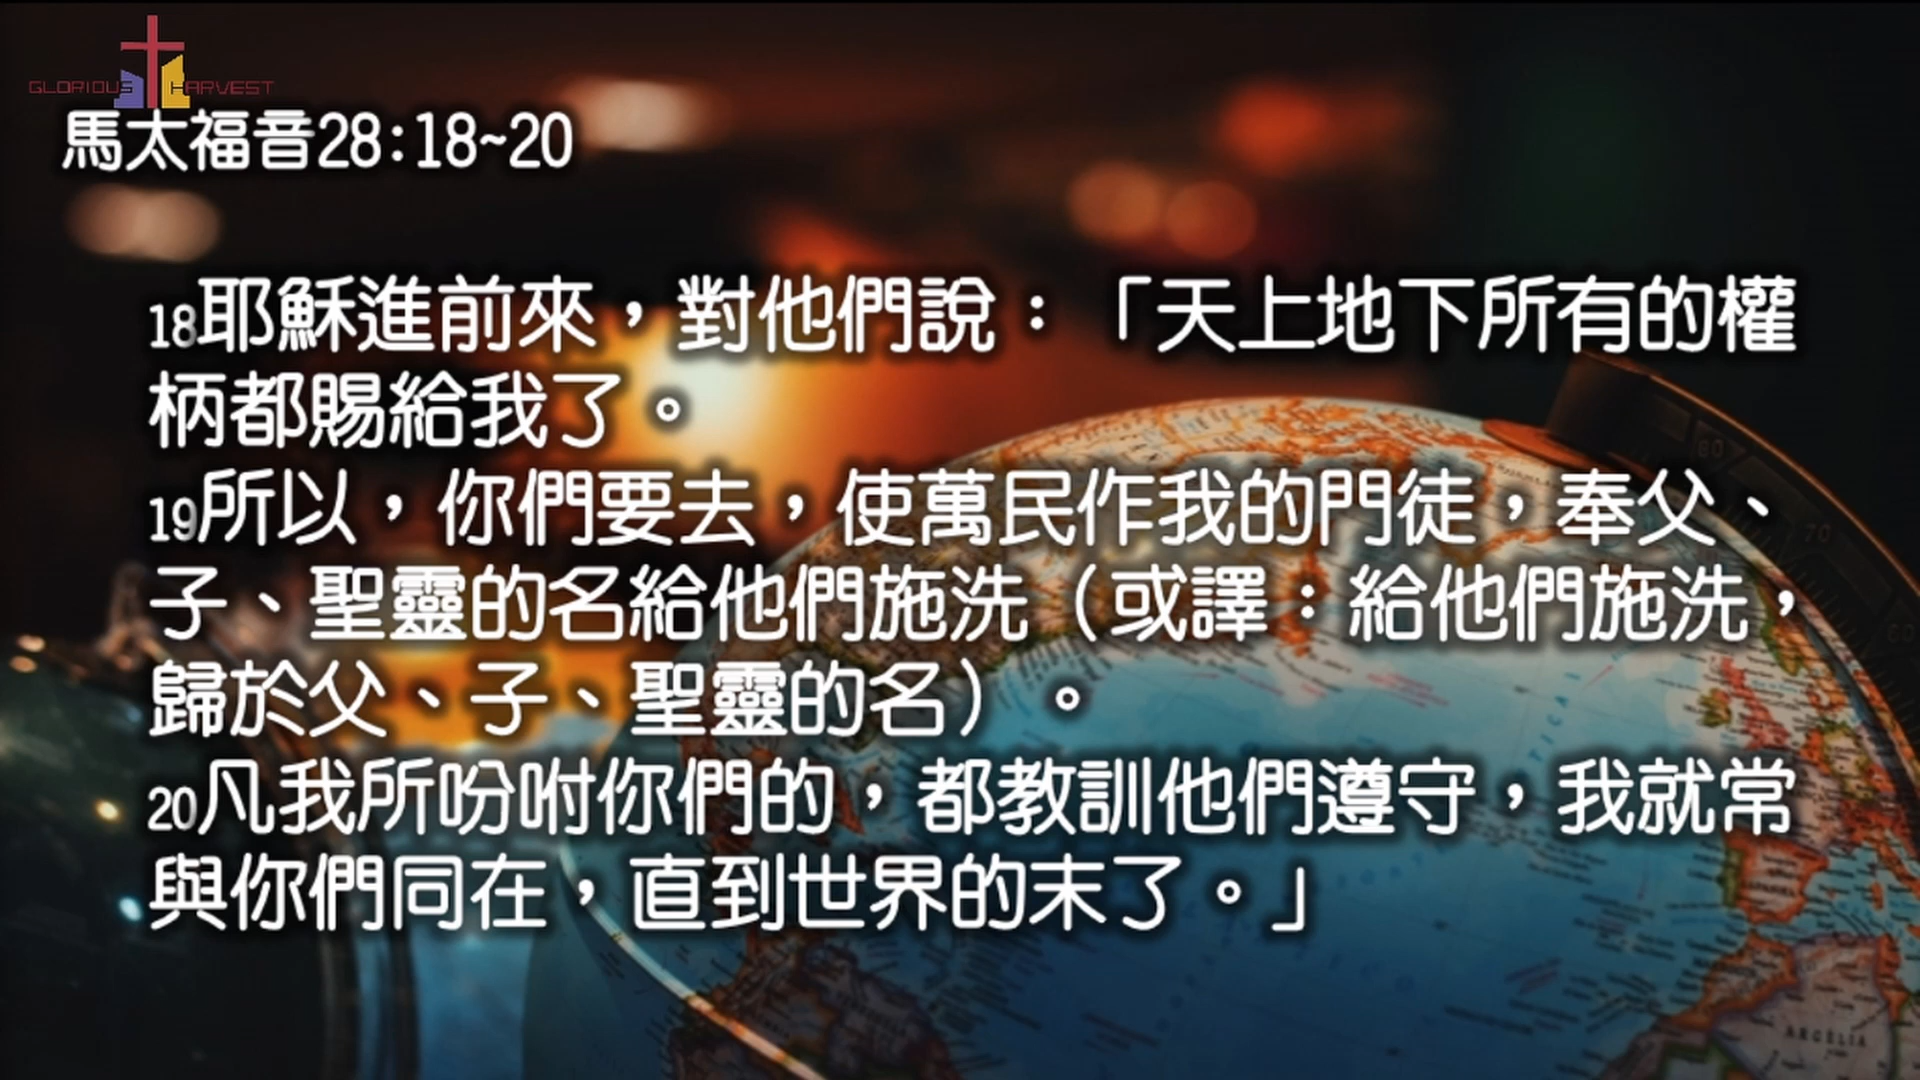 GLORIOUS HARVEST
馬太福音28:18~20
18耶穌進前來，對他們說：「天上地下所有的權
柄都賜給我了。
19所以，你們要去，使萬民作我的門徒，奉父、
子、聖靈的名給他們施洗（或譯：給他們施洗，
歸於父、子、聖靈的名）。
20凡我所吩咐你們的，都教訓他們遵守，我就常
與你們同在，直到世界的末了。」
80
70
60
TICA
ARGELIA